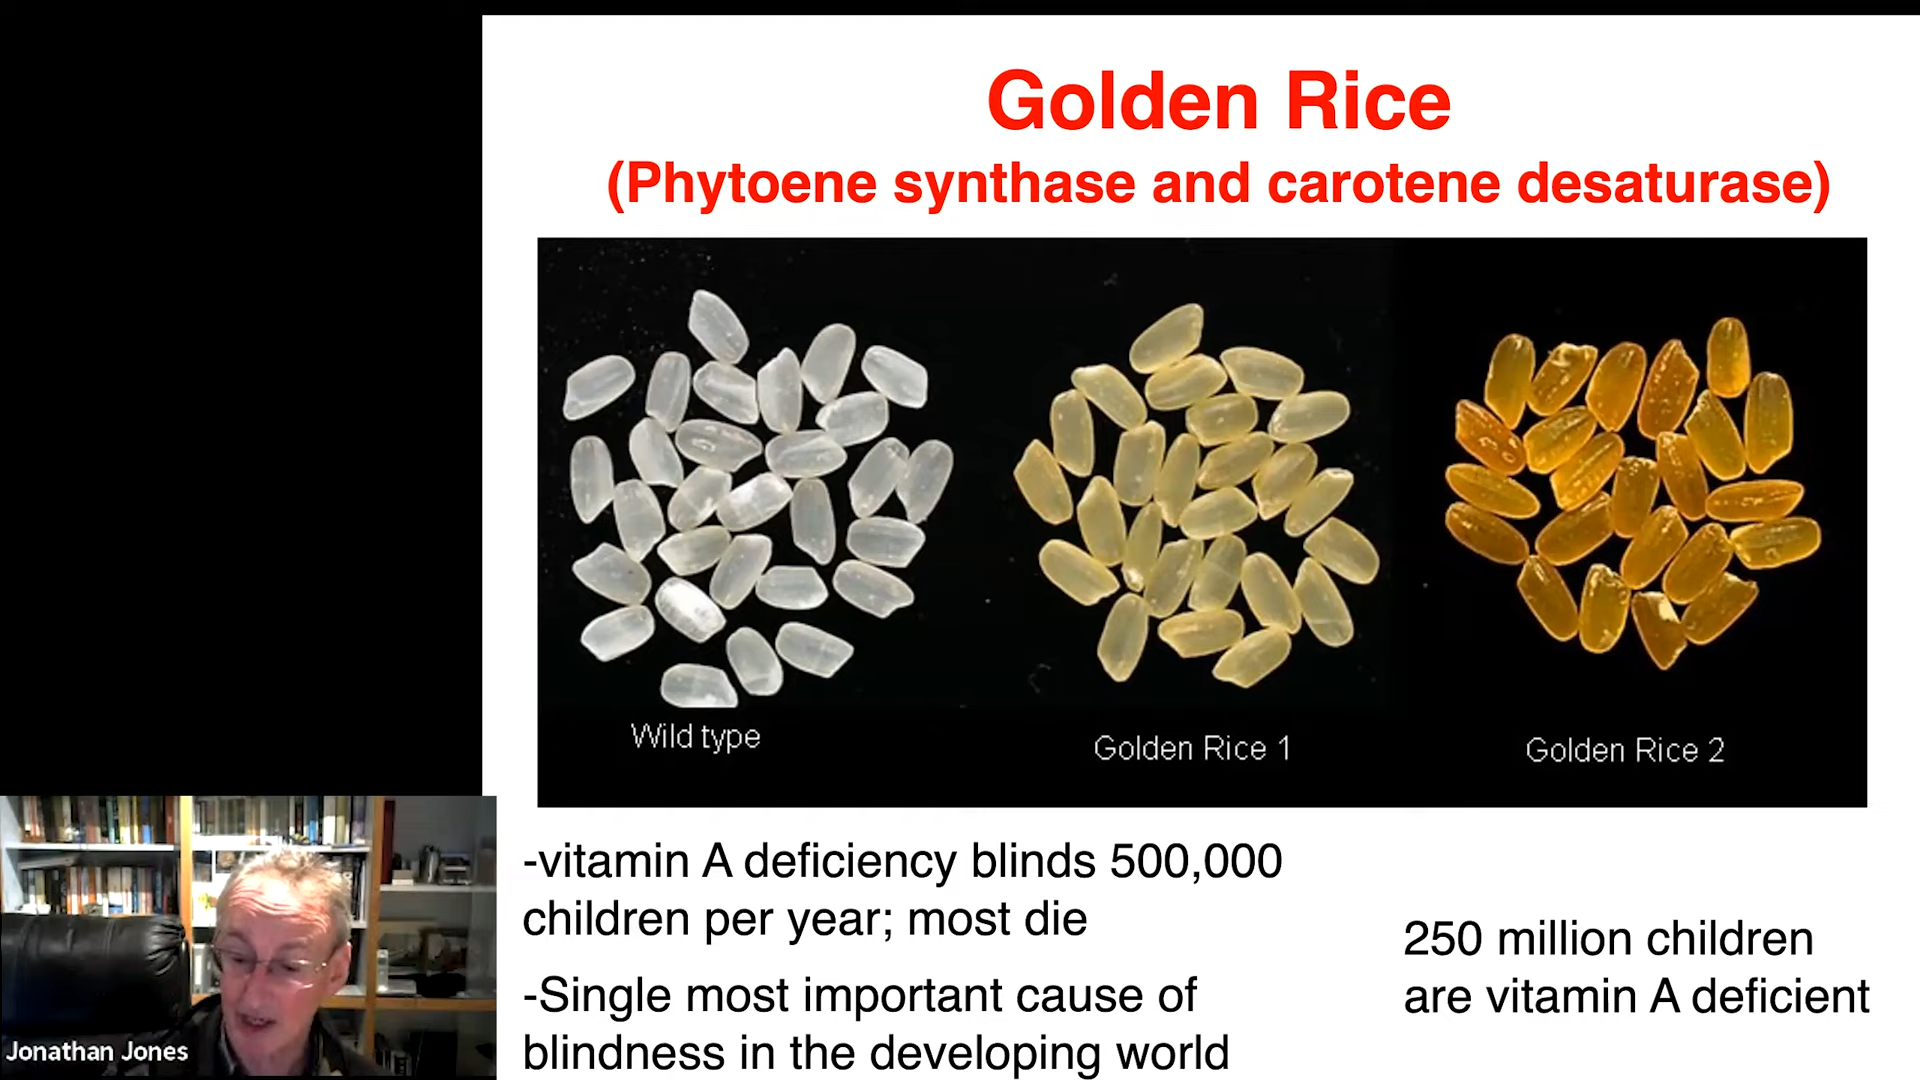 Golden Rice
(Phytoene synthase and carotene desaturase)
Wild type
Golden Rice 1
Golden Rice 2
-vitamin A deficiency blinds 500,000
children per year; most die
-Single most important cause of
blindness in the developing world
250 million children
are vitamin A deficient
Jonathan Jones